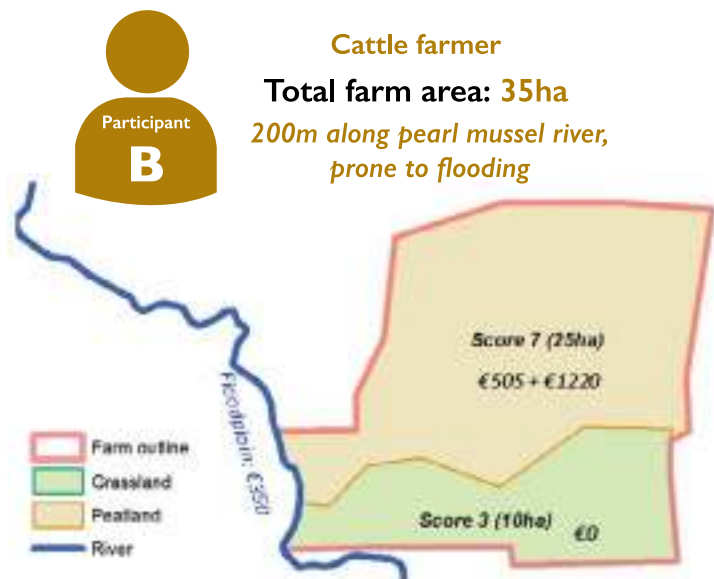 Cattle farmer
Total farm area: 35ha
200m along pearl mussel river,
prone to flooding
Participant
B
Score 7 (25ha)
€505 + €1220
Floodplain: €350
Farm outline
Grassland
Peatland
River
Score 3 (10ha)
€0